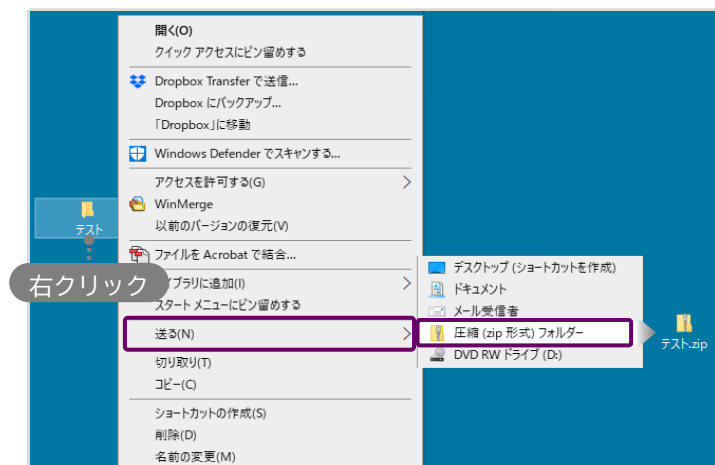 開く(O)
クイック アクセスにピン留めする
Dropbox Transfer で送信...
Dropbox にバックアップ...
「Dropbox」に移動
Windows Defender でスキャンする...
アクセスを許可する(G)
WinMerge
以前のバージョンの復元(V)
テスト
ファイルを Acrobat で結合...
右クリック
イブラリに追加(I)
スタート メニューにピン留めする
送る(N)
切り取り(T)
コピー(C)
ショートカットの作成(S)
削除(D)
名前の変更(M)
デスクトップ (ショートカットを作成)
ドキュメント
メール受信者
圧縮 (zip 形式) フォルダー
DVD RW ドライブ (D:)
テスト.zip